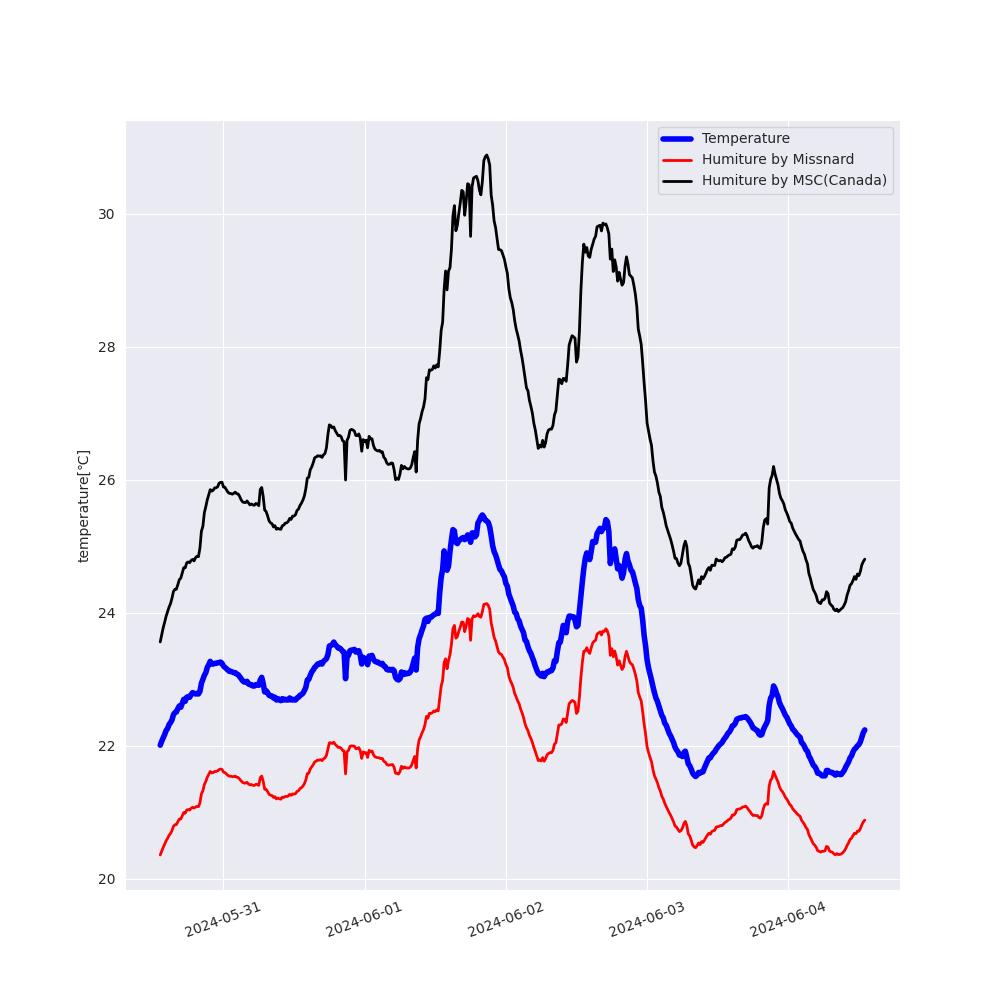 Temperature
Humiture by Missnard
Humiture by MSC(Canada)
30
28
26
24
22
20
temperature[℃]
2024-05-31
2024-06-01
2024-06-02
2024-06-03
2024-06-04